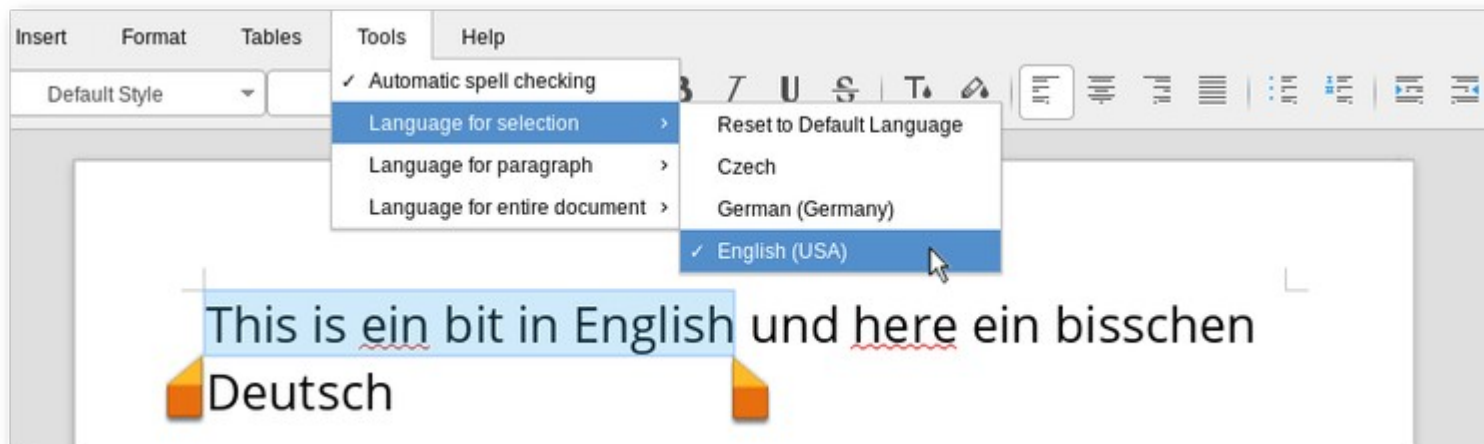 Insert Format Tables Tools Help
Default Style
✓ Automatic spell checking
Language for selection ›
Language for paragraph ›
Language for entire document ›
B I U S T
Reset to Default Language
Czech
German (Germany)
✓ English (USA)
This is ein bit in English und here ein bisschen
Deutsch